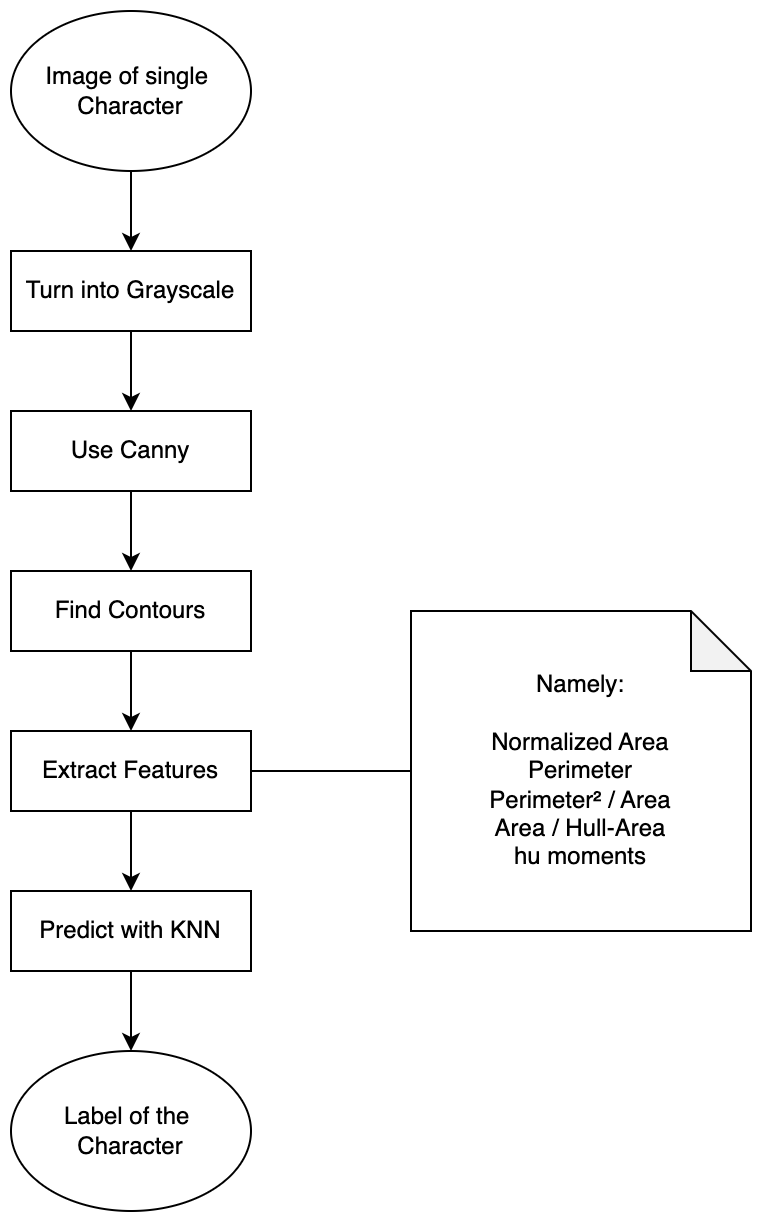 Image of single
Character
Turn into Grayscale
Use Canny
Find Contours
Extract Features
Namely:
Normalized Area
Perimeter
Perimeter² / Area
Area / Hull-Area
hu moments
Predict with KNN
Label of the
Character